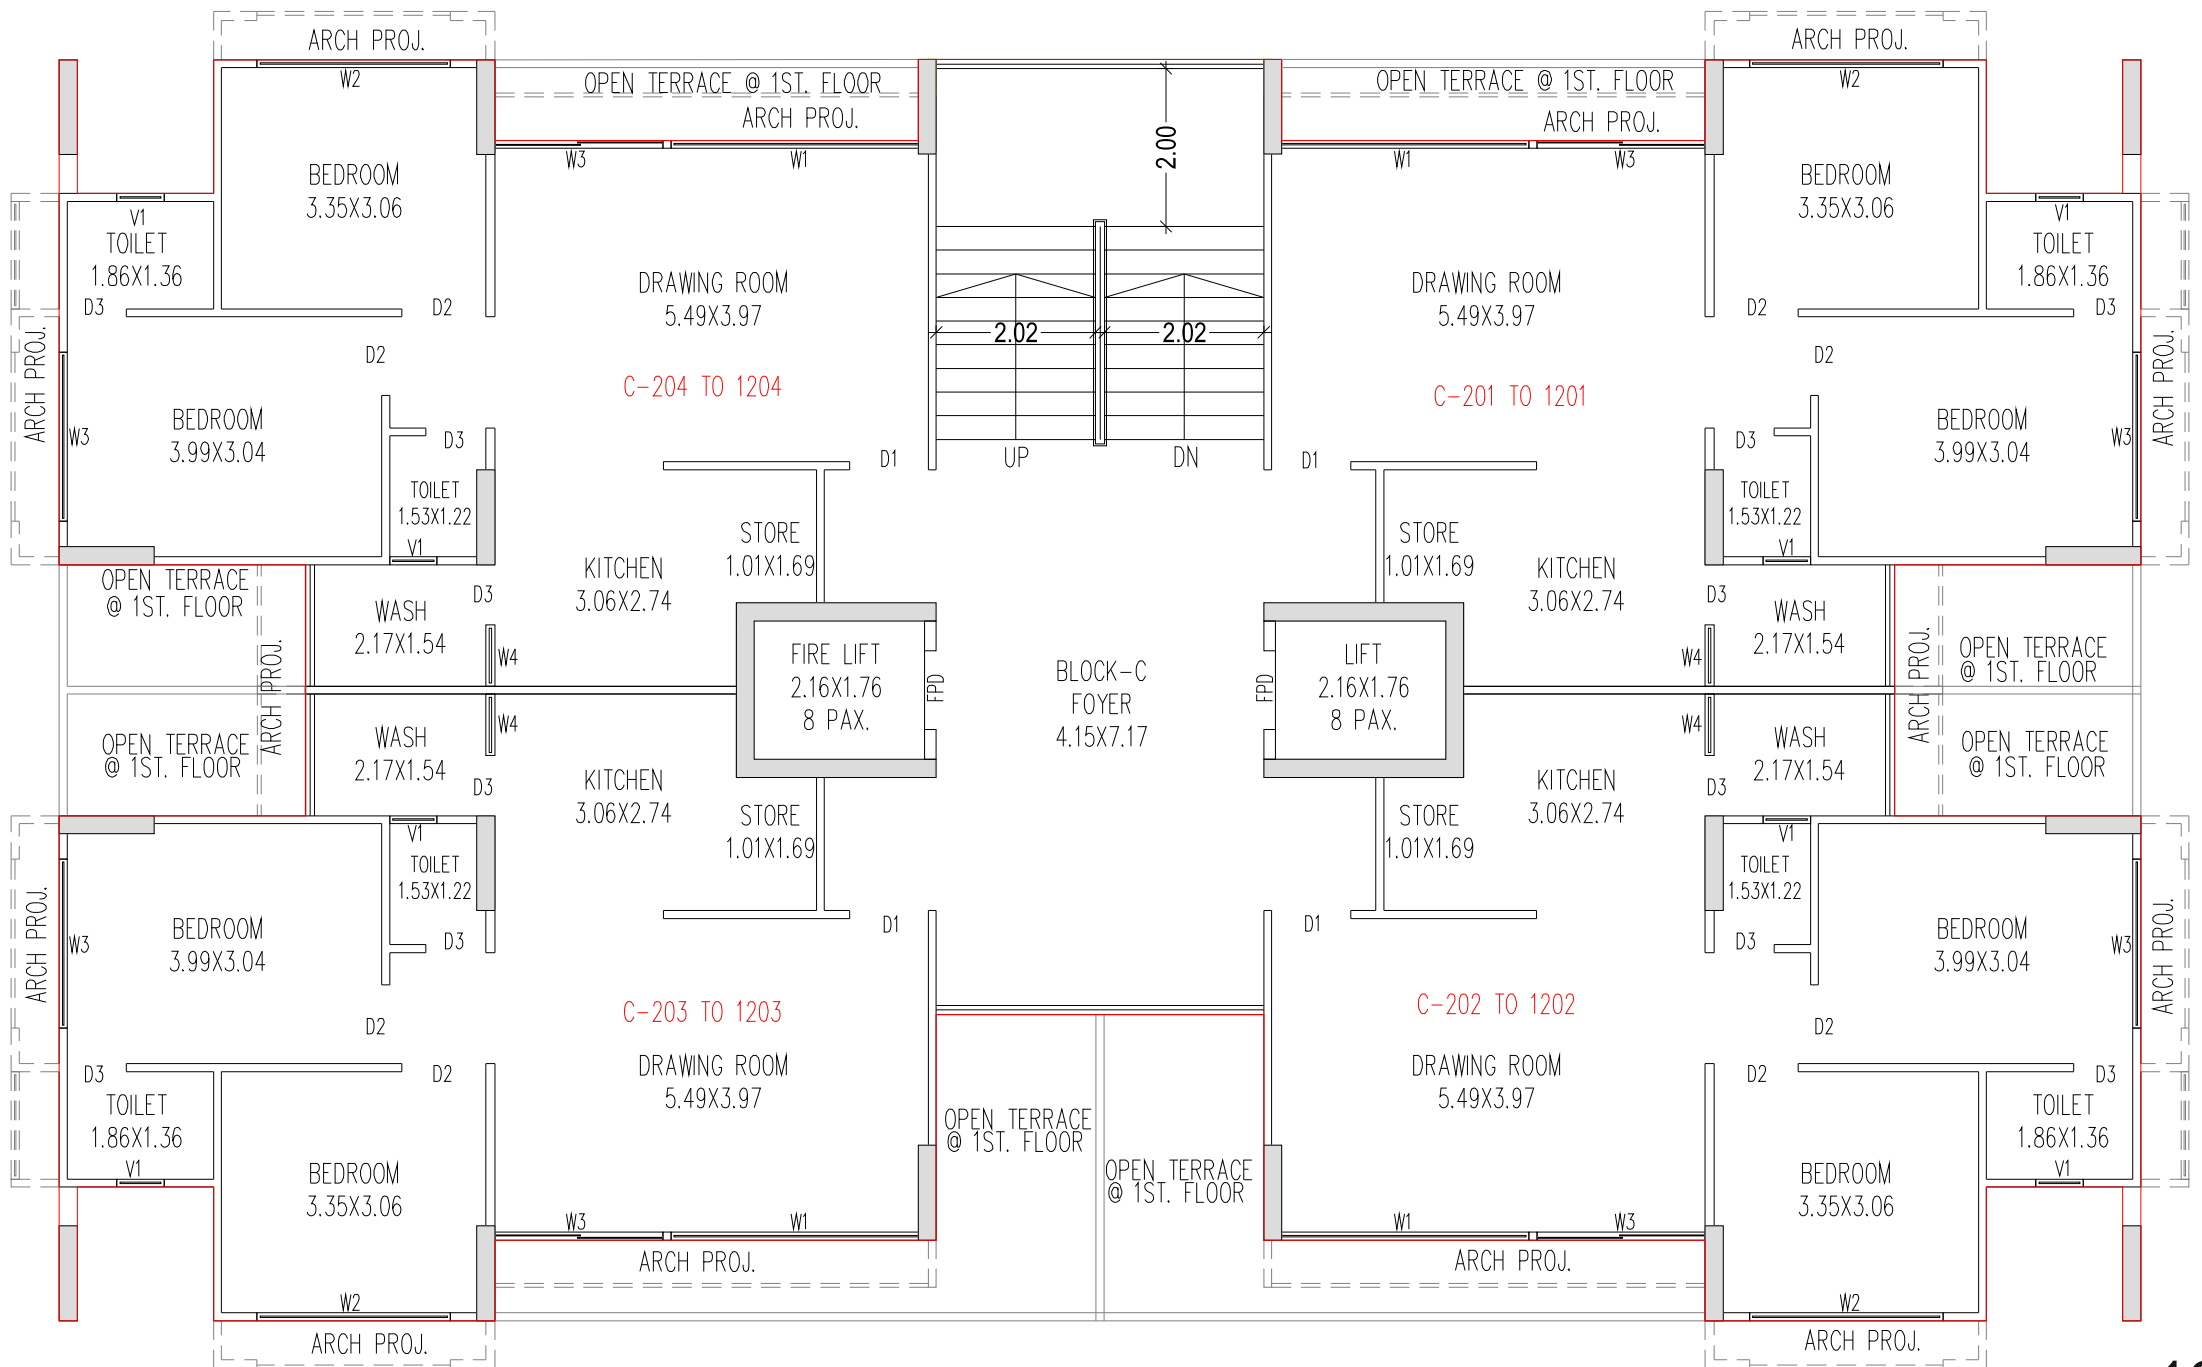 ARCH PROJ.
ARCH PROJ.
W2
OPEN TERRACE @ 1ST. FLOOR
OPEN TERRACE @ 1ST. FLOOR
W2
ARCH PROJ.
ARCH PROJ.
2.00
W3
W1
W1
W3
BEDROOM
3.35X3.06
BEDROOM
3.35X3.06
V1
TOILET
1.86X1.36
V1
TOILET
1.86X1.36
DRAWING ROOM
5.49X3.97
DRAWING ROOM
5.49X3.97
D3
D2
D2
D3
2.02
2.02
ARCH PROJ.
D2
D2
ARCH PROJ.
C-204 TO 1204
C-201 TO 1201
BEDROOM
3.99X3.04
BEDROOM
3.99X3.04
W3
D3
D3
W3
D1
UP
DN
D1
TOILET
1.53X1.22
TOILET
1.53X1.22
V1
V1
STORE
1.01X1.69
STORE
1.01X1.69
KITCHEN
3.06X2.74
KITCHEN
3.06X2.74
OPEN TERRACE
@ 1ST. FLOOR
D3
D3
WASH
2.17X1.54
WASH
2.17X1.54
ARCH PROJ.
W4
FIRE LIFT
2.16X1.76
8 PAX.
FPD
BLOCK-C
FOYER
4.15X7.17
FPD
LIFT
2.16X1.76
8 PAX.
W4
ARCH PROJ.
OPEN TERRACE
@ 1ST. FLOOR
W4
W4
OPEN TERRACE
@ 1ST. FLOOR
WASH
2.17X1.54
WASH
2.17X1.54
OPEN TERRACE
@ 1ST. FLOOR
D3
D3
KITCHEN
3.06X2.74
KITCHEN
3.06X2.74
STORE
1.01X1.69
STORE
1.01X1.69
V1
TOILET
1.53X1.22
V1
TOILET
1.53X1.22
ARCH PROJ.
W3
BEDROOM
3.99X3.04
D3
D1
D1
D3
BEDROOM
3.99X3.04
W3
ARCH PROJ.
C-203 TO 1203
C-202 TO 1202
D2
D2
DRAWING ROOM
5.49X3.97
DRAWING ROOM
5.49X3.97
D3
D2
D2
D3
TOILET
1.86X1.36
V1
TOILET
1.86X1.36
V1
OPEN TERRACE
@ 1ST. FLOOR
OPEN TERRACE
@ 1ST. FLOOR
BEDROOM
3.35X3.06
BEDROOM
3.35X3.06
W3
W1
W1
W3
ARCH PROJ.
ARCH PROJ.
W2
W2
ARCH PROJ.
ARCH PROJ.